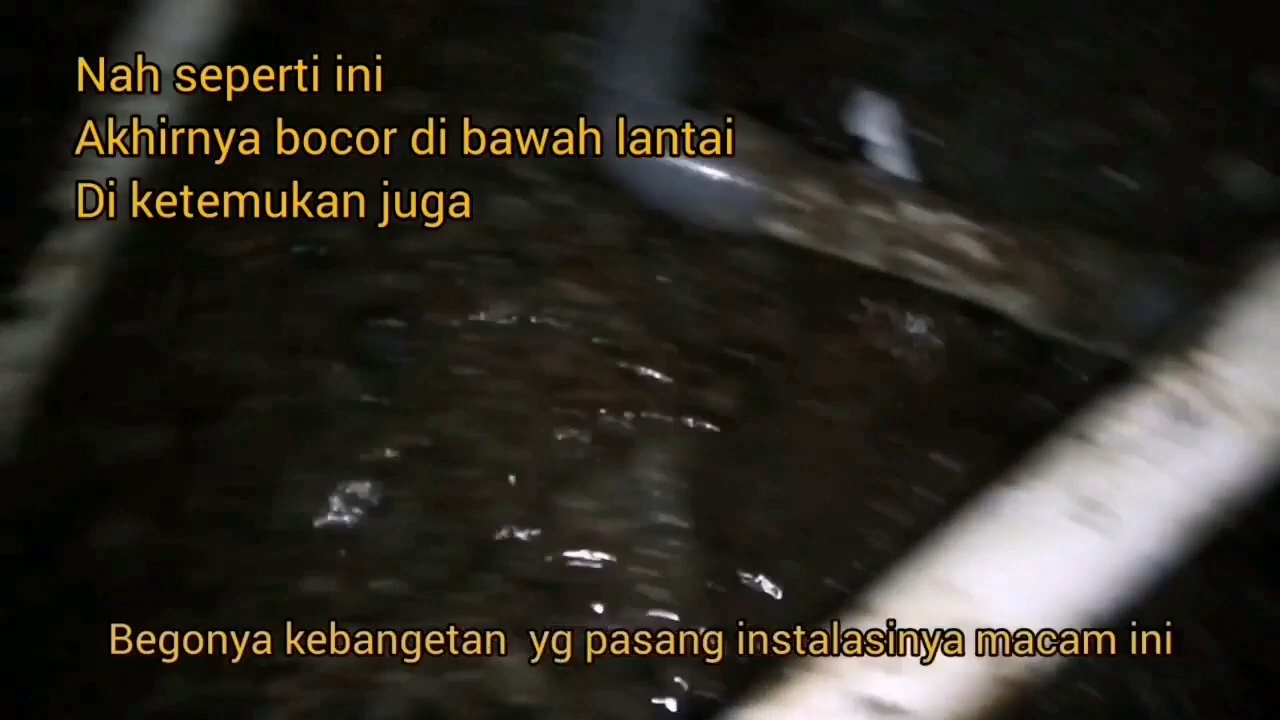 Nah seperti ini
Akhirnya bocor di bawah lantai
Di ketemukan juga
Begonya kebangetan yg pasang instalasinya macam ini